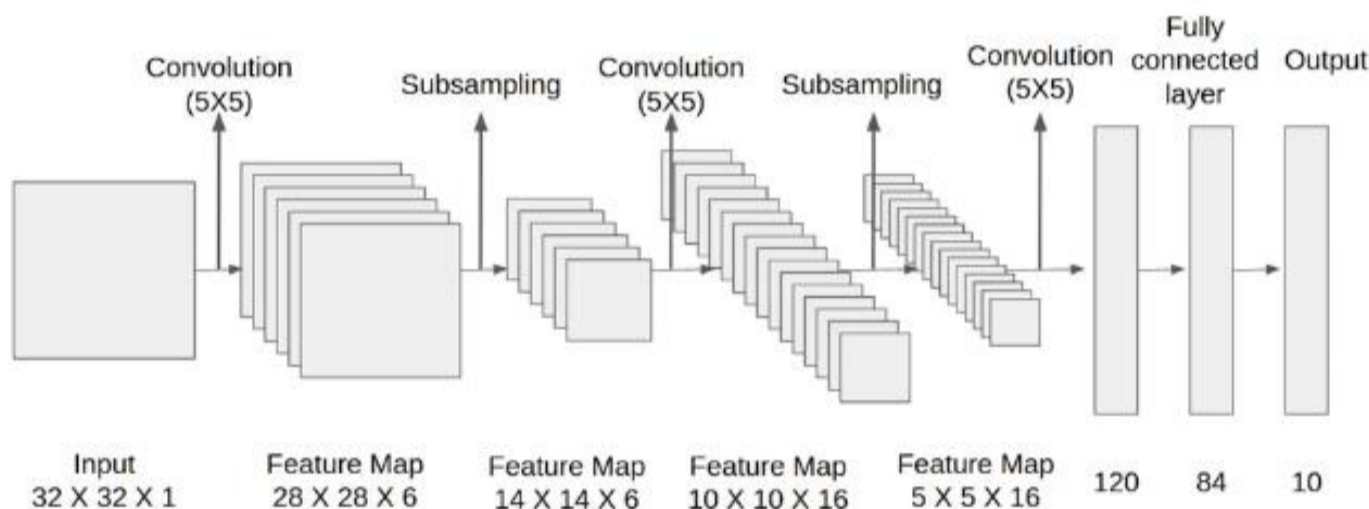 Convolution
(5X5)
Subsampling
Convolution
(5X5)
Subsampling
Convolution
(5X5)
Fully
connected
layer
Output
Input
32 X 32 X 1
Feature Map
28 X 28 X 6
Feature Map
14 X 14 X 6
Feature Map
10 X 10 X 16
Feature Map
5 X 5 X 16
120
84
10